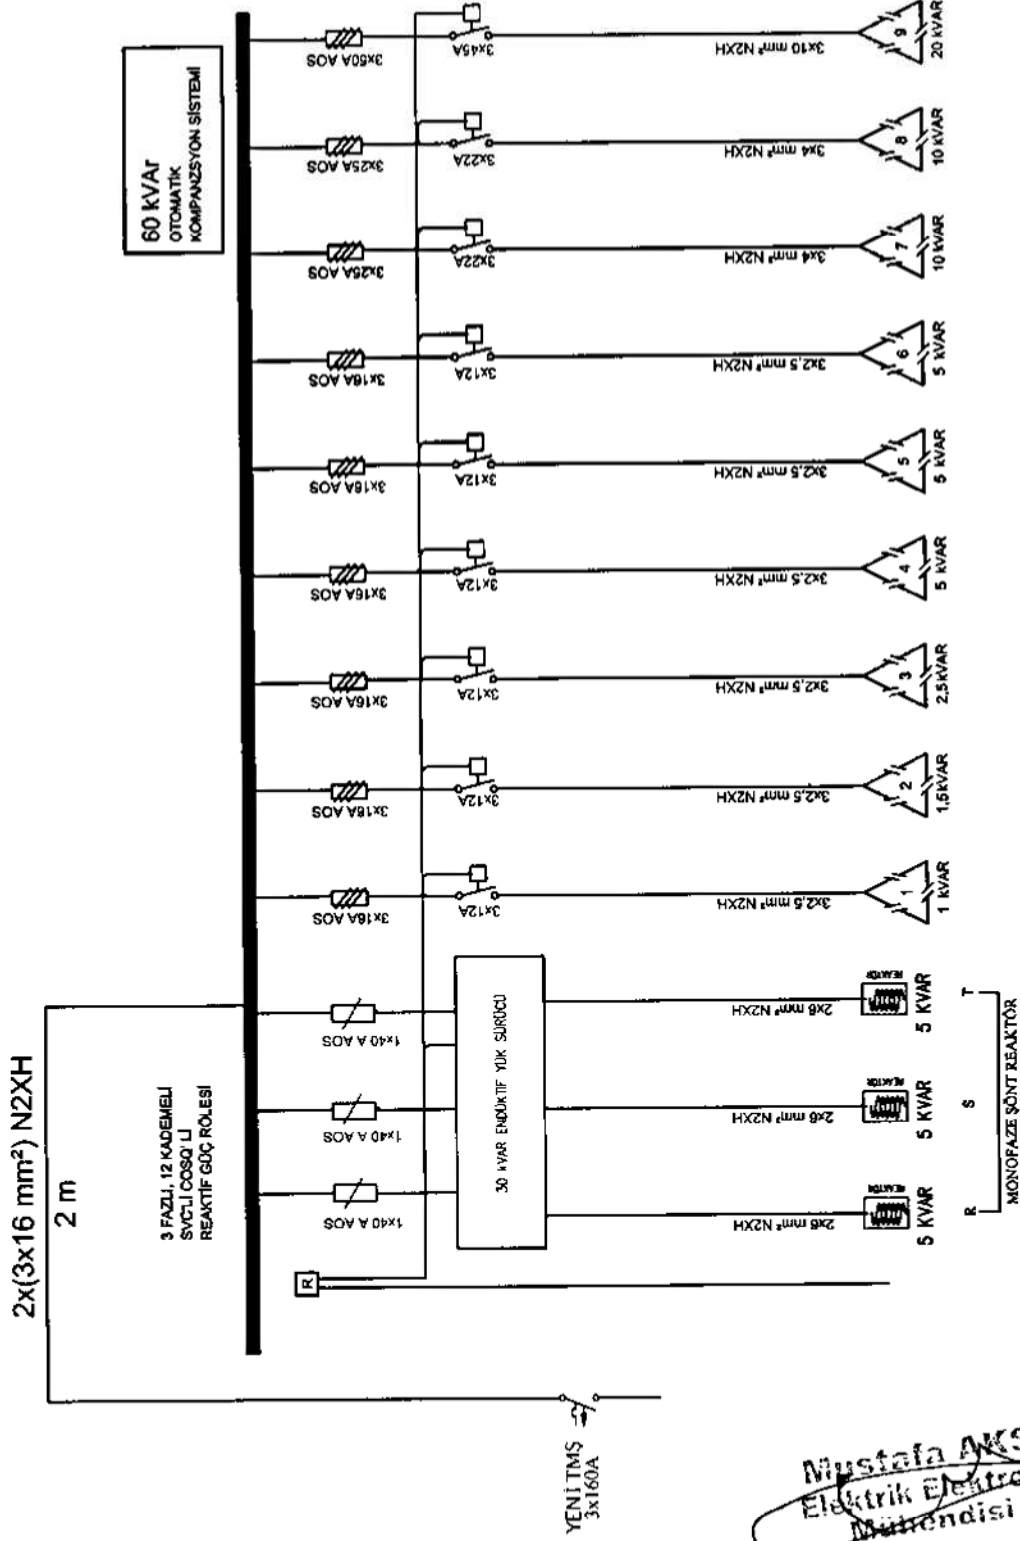 2x(3x16 mm²) N2XH
2 m
60 kVAr
OTOMATİK
KOMPANZSYON SİSTEMİ
3 FAZLI, 12 KADEMELİ
SVC'Lİ COSQ' Lİ
REAKTİF GÜÇ RÖLESİ
R
YENİ TMŞ
3x160A
1x40 A AOS
1x40 A AOS
1x40 A AOS
3x16A AOS
3x16A AOS
3x16A AOS
3x16A AOS
3x16A AOS
3x16A AOS
3x25A AOS
3x25A AOS
3x50A AOS
30 kVAR ENDÜKTİF YÜK SÜRÜCÜ
3x12A
3x12A
3x12A
3x12A
3x12A
3x12A
3x22A
3x22A
3x45A
2x6 mm² N2XH
2x6 mm² N2XH
2x6 mm² N2XH
3x2,5 mm² N2XH
3x2,5 mm² N2XH
3x2,5 mm² N2XH
3x2,5 mm² N2XH
3x2,5 mm² N2XH
3x2,5 mm² N2XH
3x4 mm² N2XH
3x4 mm² N2XH
3x10 mm² N2XH
REAKTÖR
REAKTÖR
REAKTÖR
1
2
3
4
5
6
7
8
9
5 KVAR
5 KVAR
5 KVAR
1 KVAR
1,5KVAR
2,5KVAR
5 KVAR
5 KVAR
5 KVAR
10 KVAR
10 KVAR
20 KVAR
R
S
T
MONOFAZE ŞÖNT REAKTÖR
Mustafa
Elektrik
Mühendisi